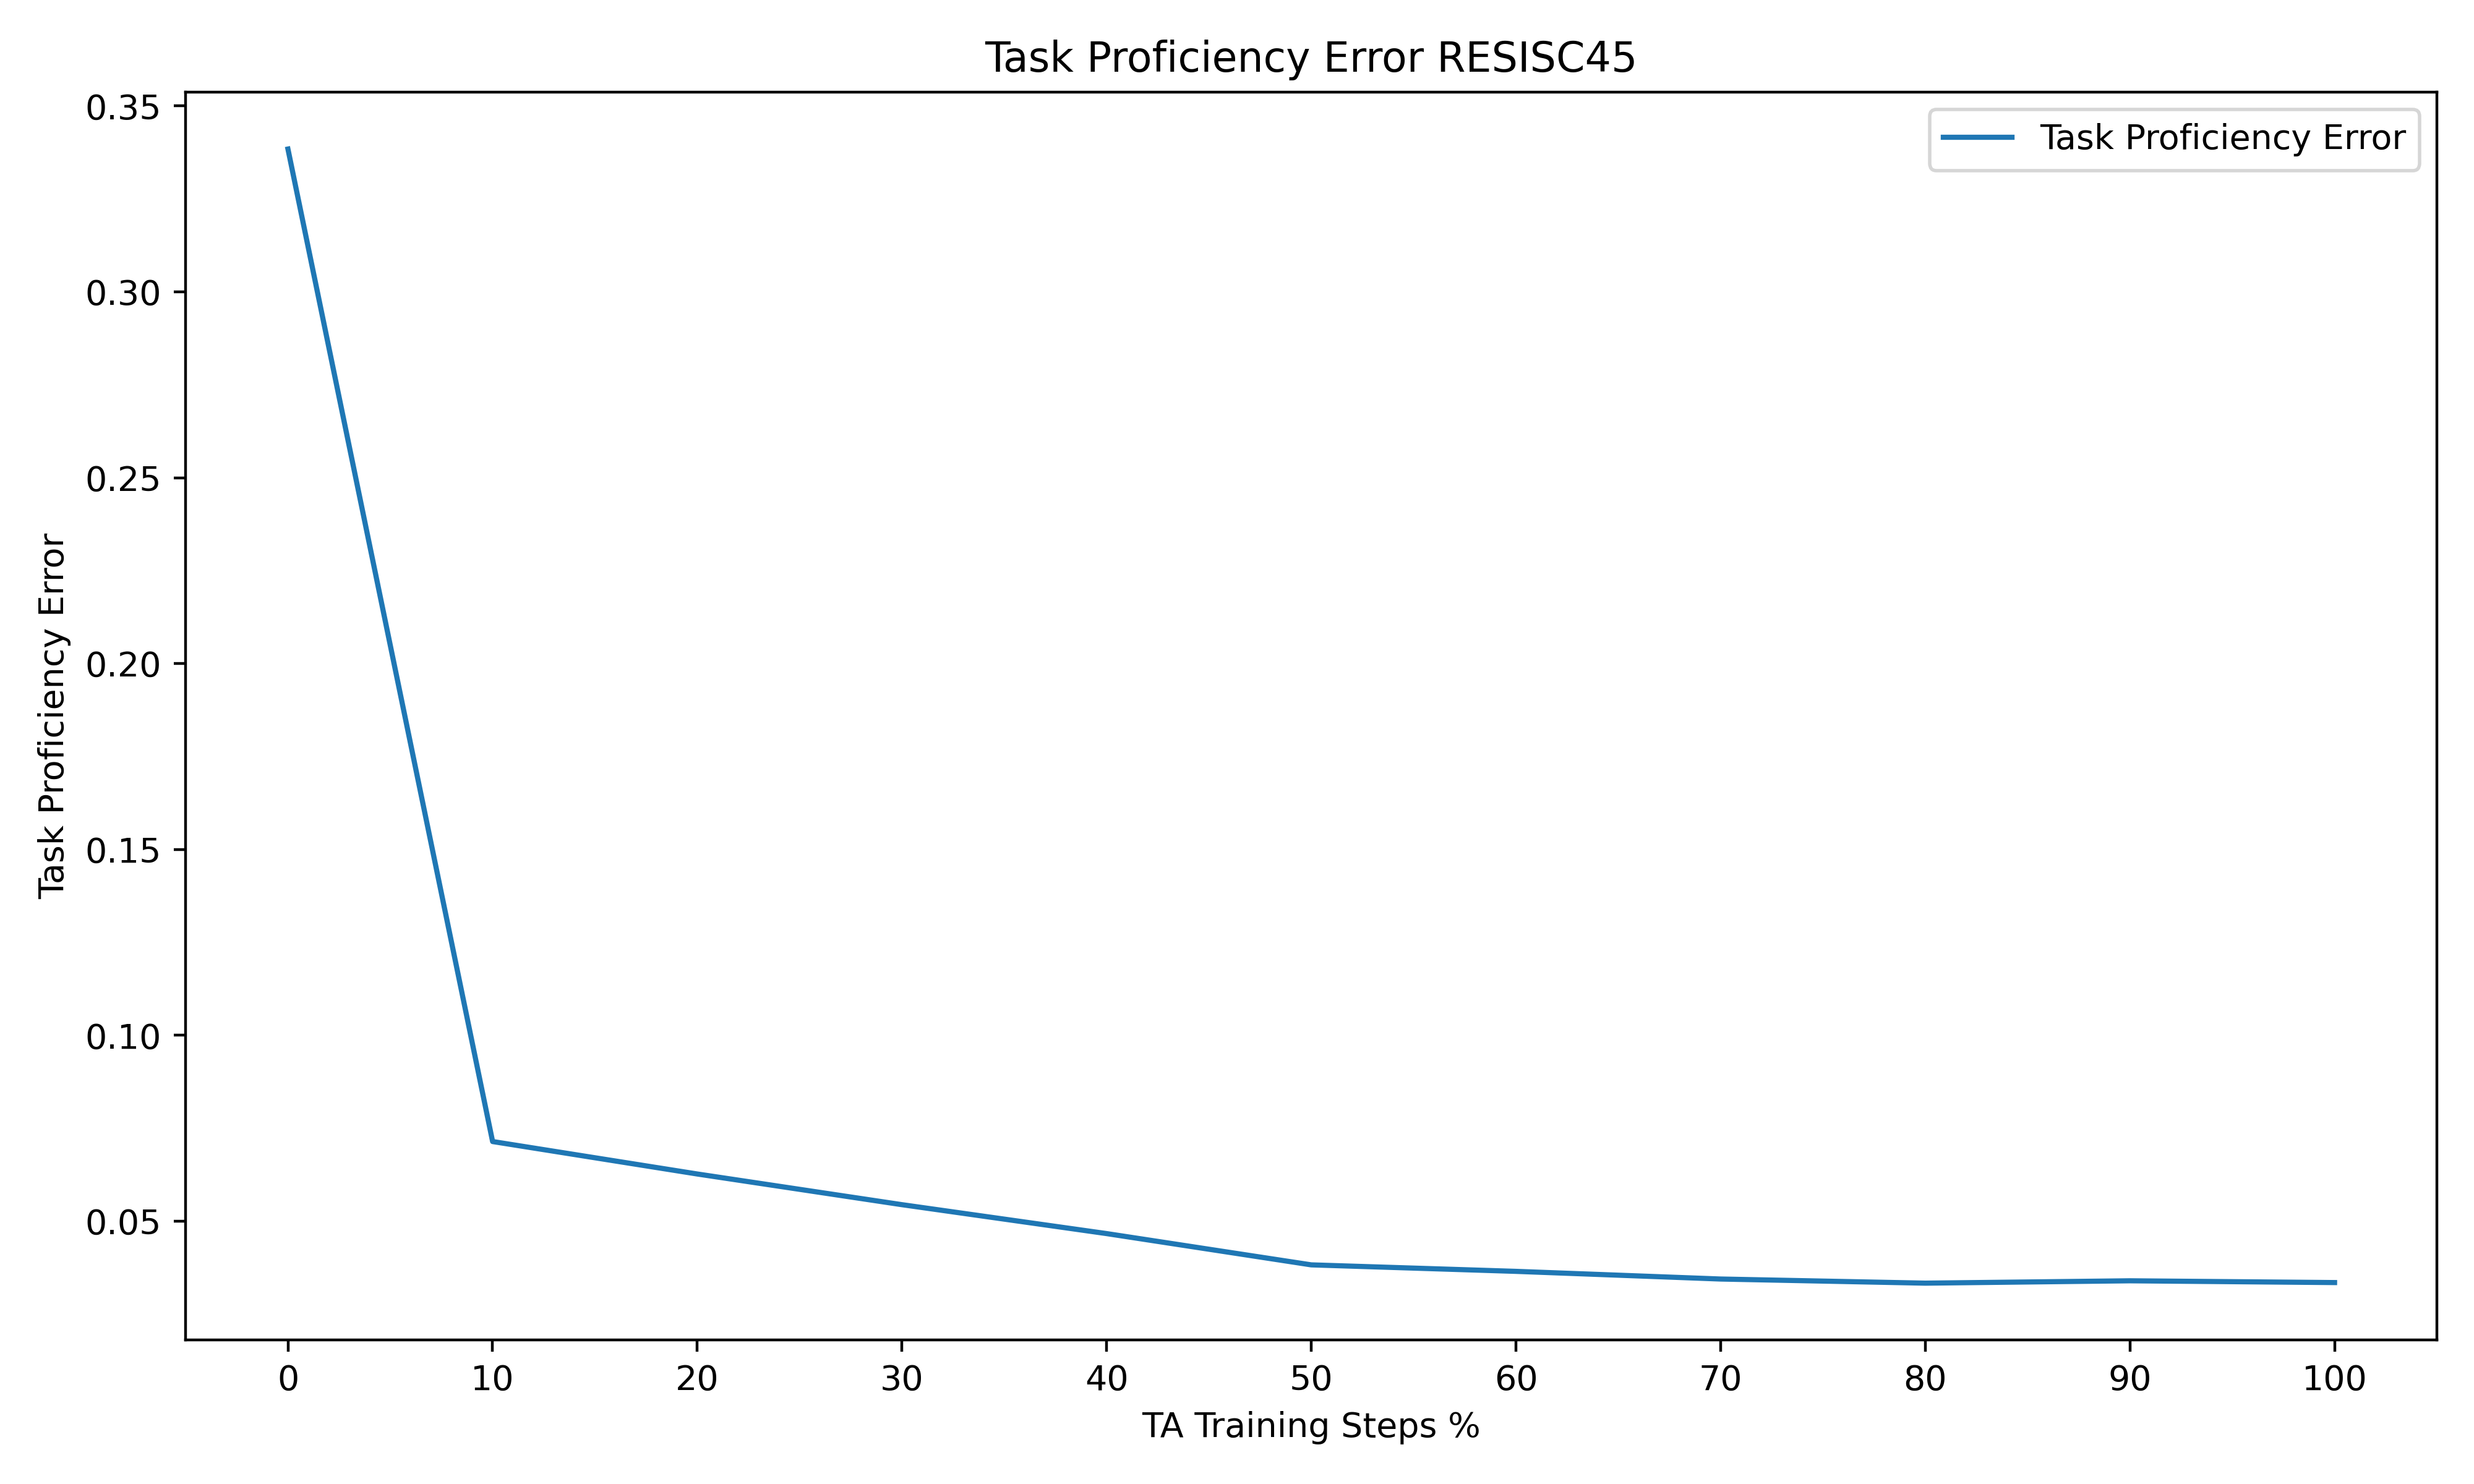 Task Proficiency Error RESISC45
Task Proficiency Error
0.35
0.30
0.25
0.20
0.15
0.10
0.05
Task Proficiency Error
0 10 20 30 40 50 60 70 80 90 100
TA Training Steps %